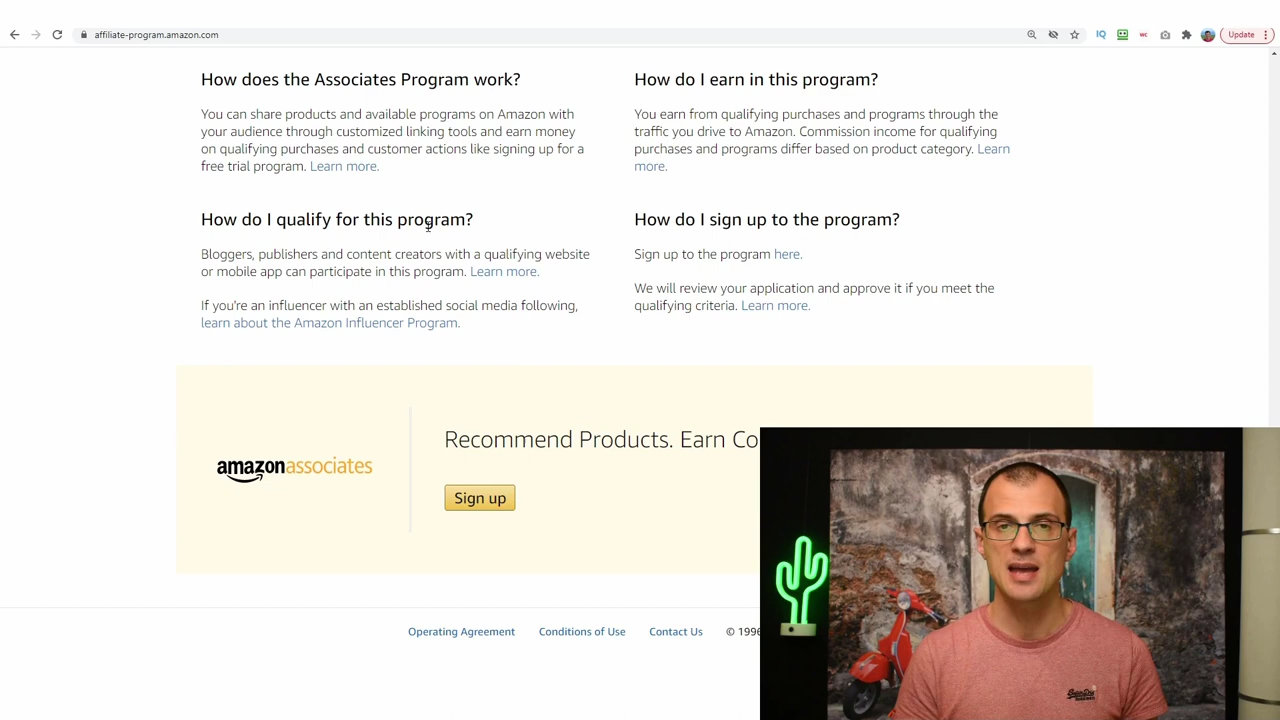 affiliate-program.amazon.com
IQ
wc
Update
How does the Associates Program work?
You can share products and available programs on Amazon with
your audience through customized linking tools and earn money
on qualifying purchases and customer actions like signing up for a
free trial program. Learn more.
How do I earn in this program?
You earn from qualifying purchases and programs through the
traffic you drive to Amazon. Commission income for qualifying
purchases and programs differ based on product category. Learn
more.
How do I qualify for this program?
Bloggers, publishers and content creators with a qualifying website
or mobile app can participate in this program. Learn more.
If you're an influencer with an established social media following,
learn about the Amazon Influencer Program.
How do I sign up to the program?
Sign up to the program here.
We will review your application and approve it if you meet the
qualifying criteria. Learn more.
amazonassociates
Recommend Products. Earn Co
Sign up
Operating Agreement
Conditions of Use
Contact Us
© 1996